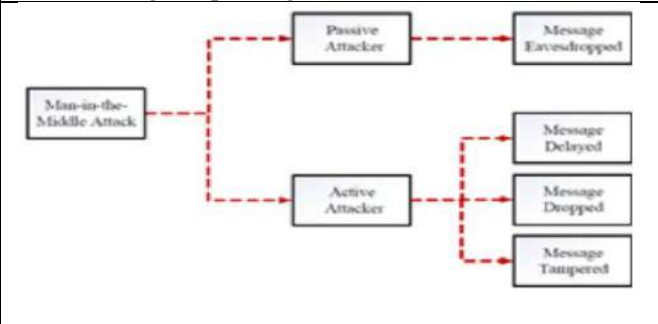 Passive
Attacker
Message
Eavesdropped
Man-in-the-
Middle Attack
Message
Delayed
Active
Attacker
Message
Dropped
Message
Tampered